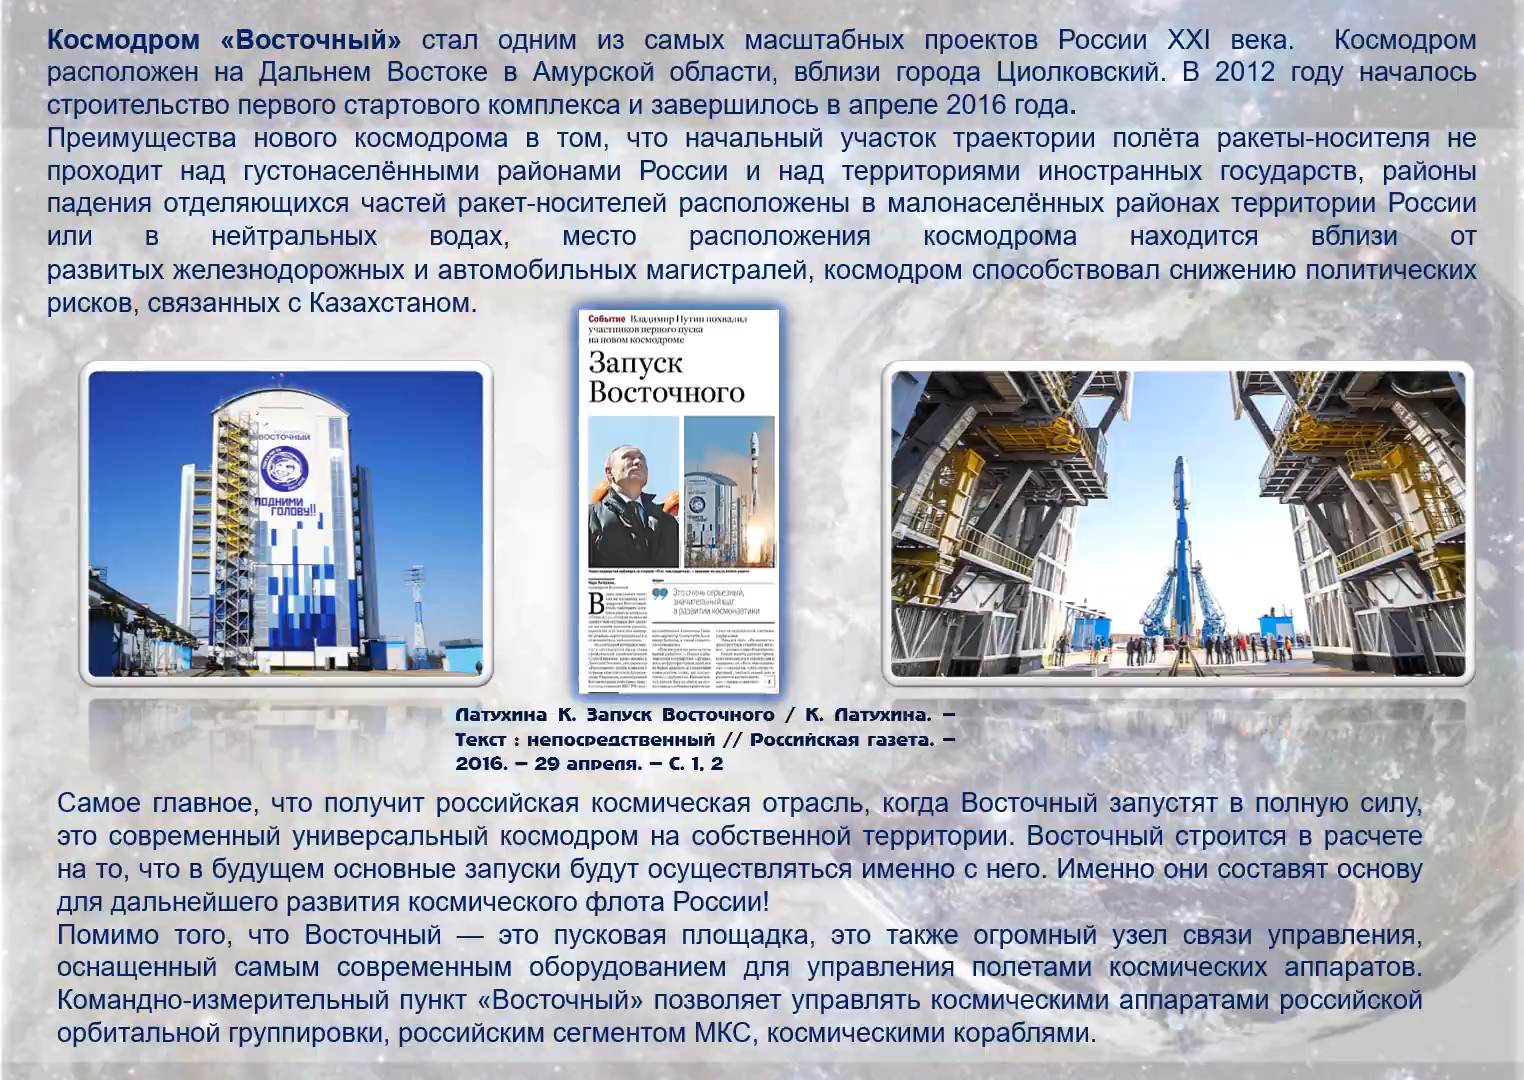 Космодром «Восточный» стал одним из самых масштабных проектов России XXI века. Космодром
расположен на Дальнем Востоке в Амурской области, вблизи города Циолковский. В 2012 году началось
строительство первого стартового комплекса и завершилось в апреле 2016 года.
Преимущества нового космодрома в том, что начальный участок траектории полёта ракеты-носителя не
проходит над густонаселёнными районами России и над территориями иностранных государств, районы
падения отделяющихся частей ракет-носителей расположены в малонаселённых районах территории России
или в нейтральных водах, место расположения космодрома находится вблизи от
развитых железнодорожных и автомобильных магистралей, космодром способствовал снижению политических
рисков, связанных с Казахстаном.
Событие Владимир Путин похвалил
участников первого пуска
на новом космодроме
Запуск
Восточного
ВОСТОЧНЫЙ
ПОДНИМИ
ГОЛОВУ!!
Это очень серьезный,
значительный шаг
в развитии космонавтики
Латухина К. Запуск Восточного / К. Латухина. –
Текст : непосредственный // Российская газета. –
2016. – 29 апреля. – С. 1, 2
Самое главное, что получит российская космическая отрасль, когда Восточный запустят в полную силу,
это современный универсальный космодром на собственной территории. Восточный строится в расчете
на то, что в будущем основные запуски будут осуществляться именно с него. Именно они составят основу
для дальнейшего развития космического флота России!
Помимо того, что Восточный — это пусковая площадка, это также огромный узел связи управления,
оснащенный самым современным оборудованием для управления полетами космических аппаратов.
Командно-измерительный пункт «Восточный» позволяет управлять космическими аппаратами российской
орбитальной группировки, российским сегментом МКС, космическими кораблями.